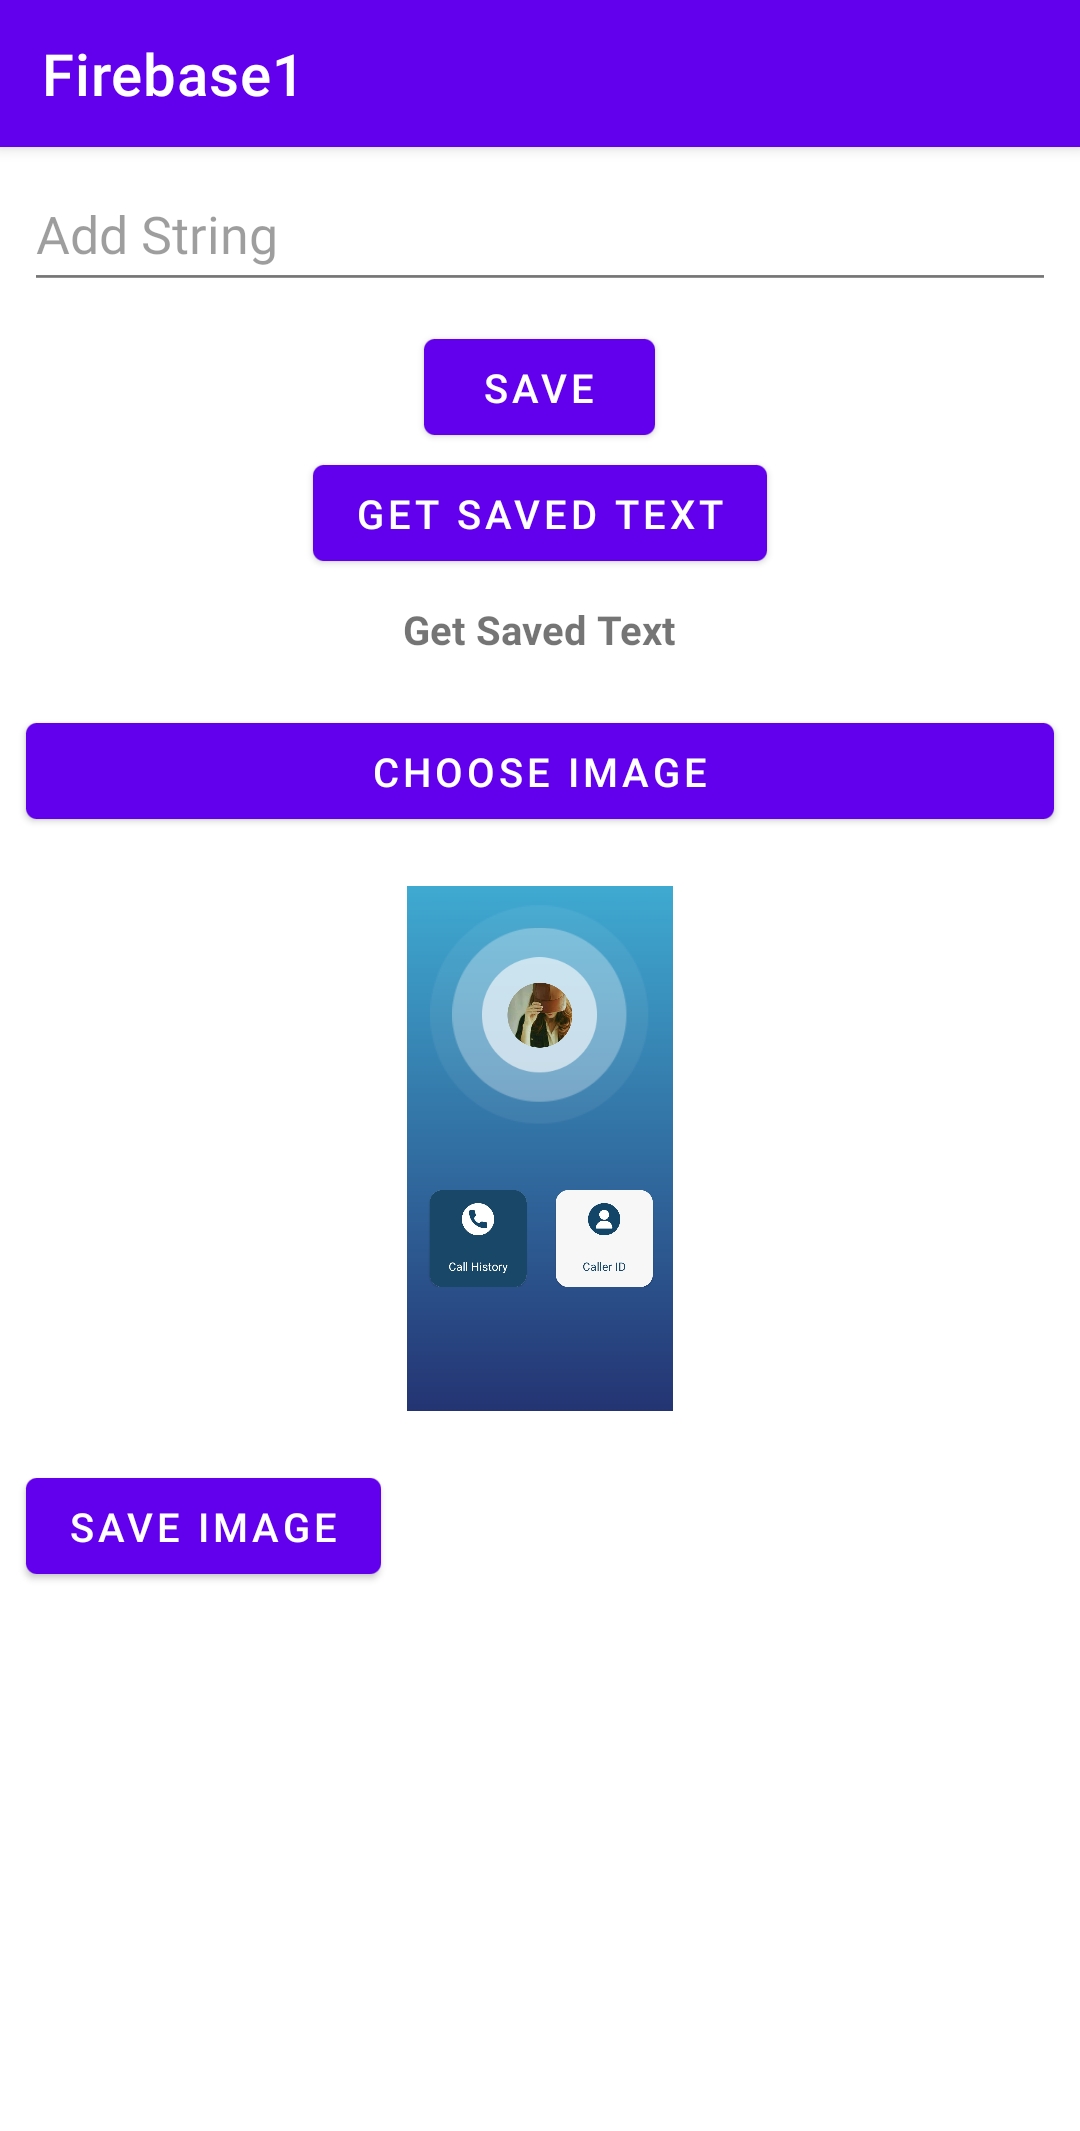 Firebase1
Add String
SAVE
GET SAVED TEXT
Get Saved Text
CHOOSE IMAGE
Call History
Caller ID
SAVE IMAGE